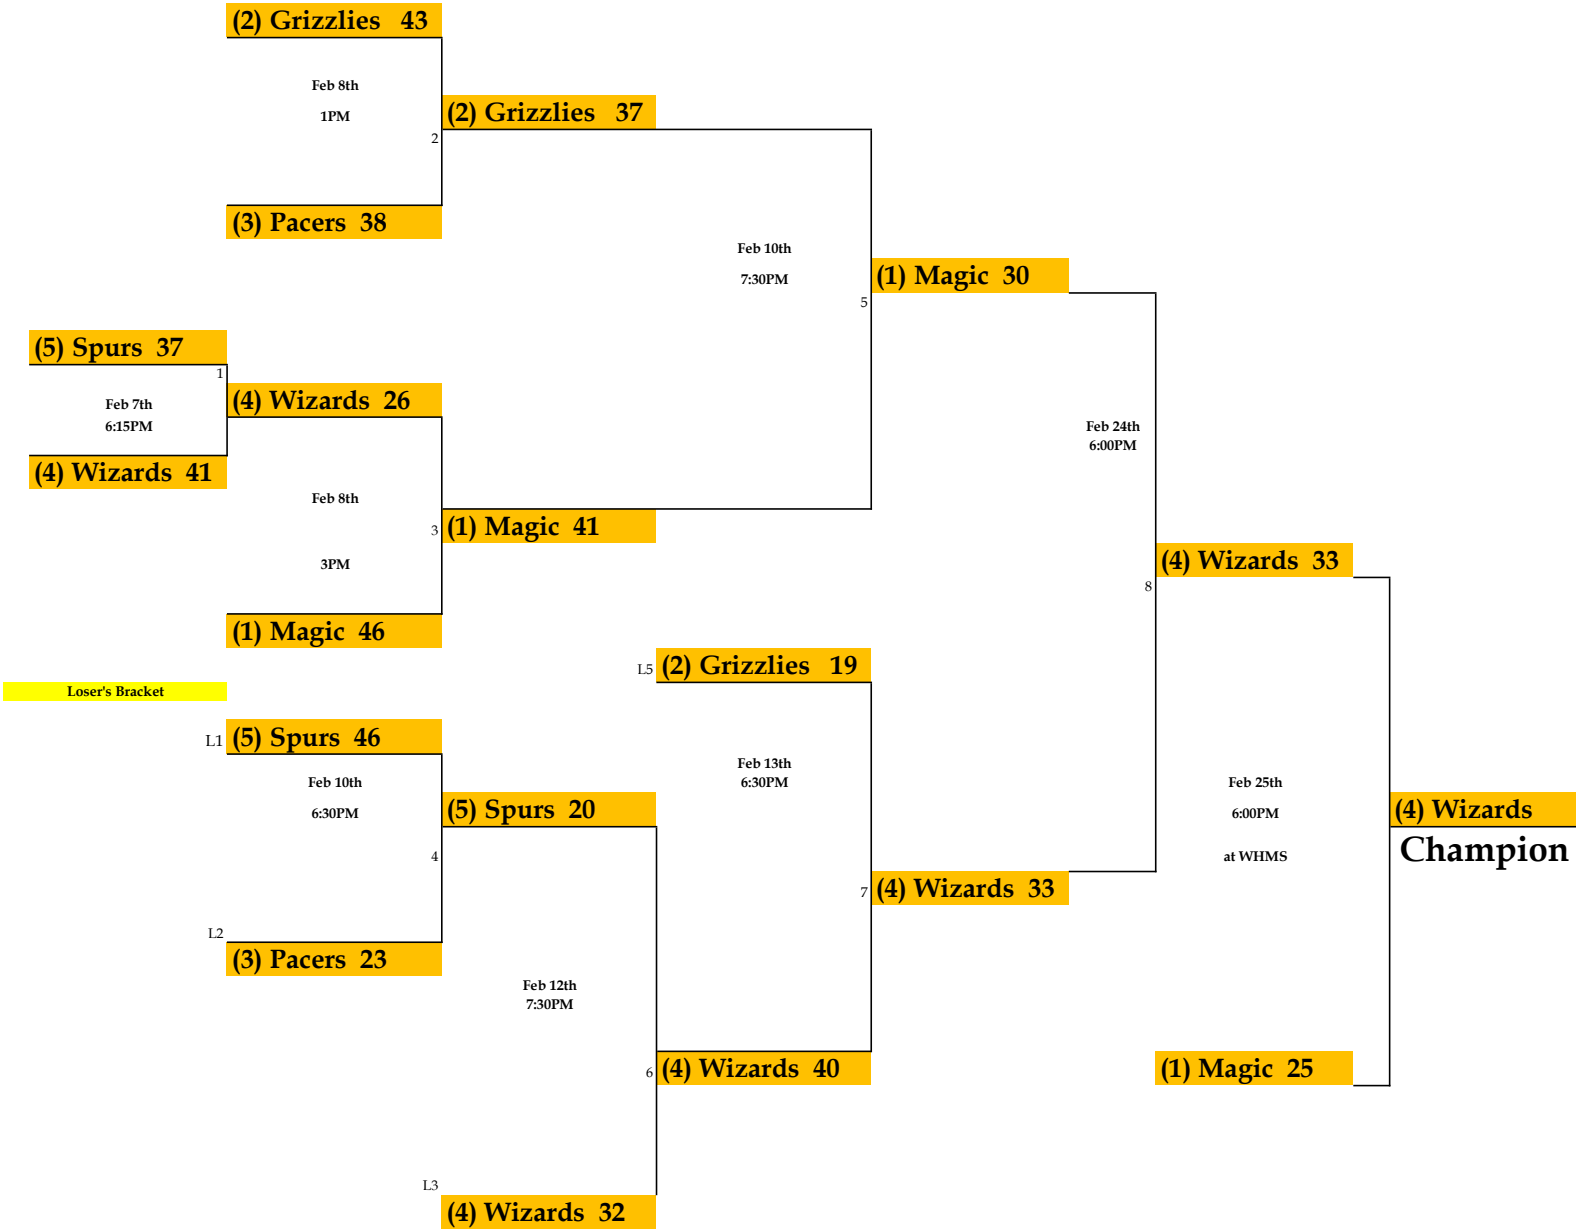 (2) Grizzlies 43
Feb 8th
1PM
2
(2) Grizzlies 37
(3) Pacers 38
Feb 10th
7:30PM
5
(1) Magic 30
(5) Spurs 37
1
Feb 7th
6:15PM
(4) Wizards 41
(4) Wizards 26
Feb 8th
3PM
3
(1) Magic 41
(1) Magic 46
Feb 24th
6:00PM
8
(4) Wizards 33
Loser's Bracket
L5 (2) Grizzlies 19
L1 (5) Spurs 46
Feb 10th
6:30PM
4
(5) Spurs 20
L2
(3) Pacers 23
Feb 13th
6:30PM
7
(4) Wizards 33
Feb 12th
7:30PM
6
(4) Wizards 40
L3
(4) Wizards 32
Feb 25th
6:00PM
at WHMS
(1) Magic 25
(4) Wizards
Champion